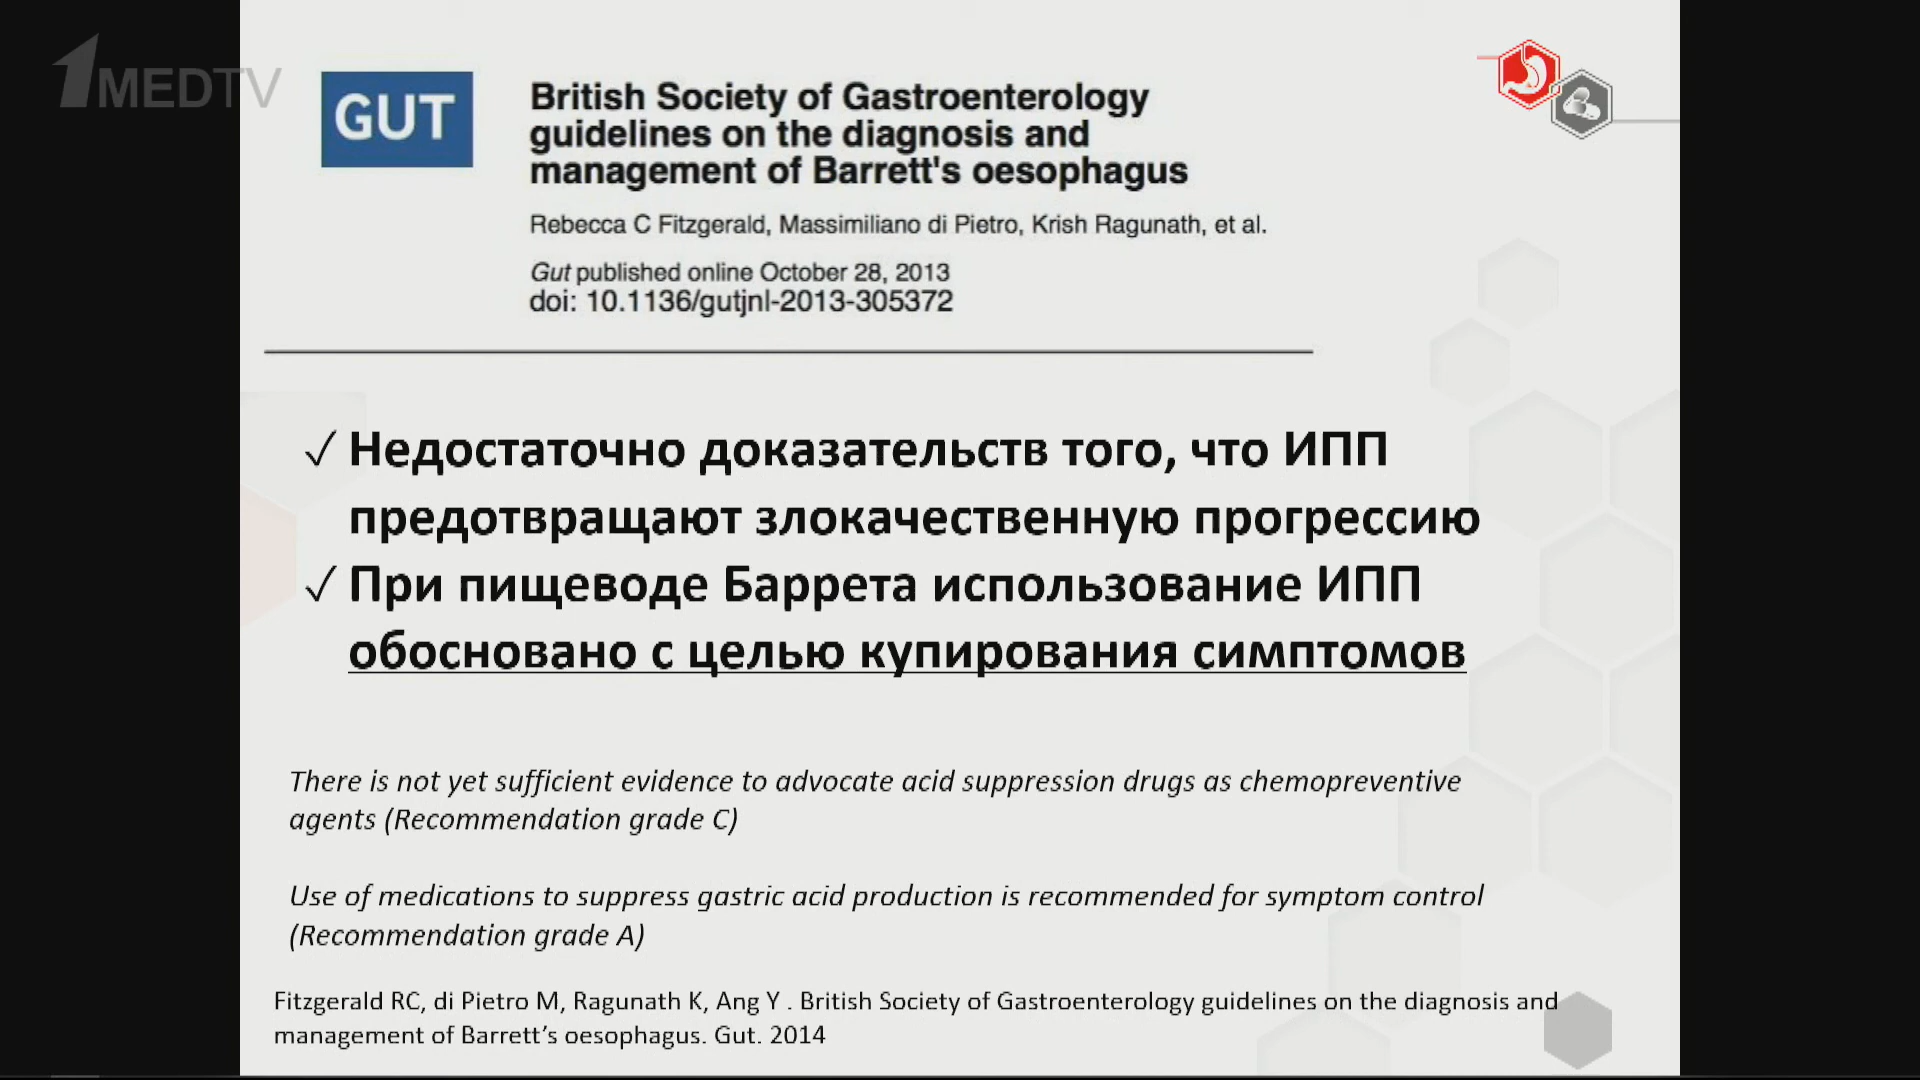 1MEDTV
GUT
British Society of Gastroenterology
guidelines on the diagnosis and
management of Barrett's oesophagus
Rebecca C Fitzgerald, Massimiliano di Pietro, Krish Ragunath, et al.
Gut published online October 28, 2013
doi: 10.1136/gutjnl-2013-305372
✓ Недостаточно доказательств того, что ИПП
предотвращают злокачественную прогрессию
✓ При пищеводе Баррета использование ИПП
обосновано с целью купирования симптомов
There is not yet sufficient evidence to advocate acid suppression drugs as chemopreventive
agents (Recommendation grade C)
Use of medications to suppress gastric acid production is recommended for symptom control
(Recommendation grade A)
Fitzgerald RC, di Pietro M, Ragunath K, Ang Y . British Society of Gastroenterology guidelines on the diagnosis and
management of Barrett’s oesophagus. Gut. 2014